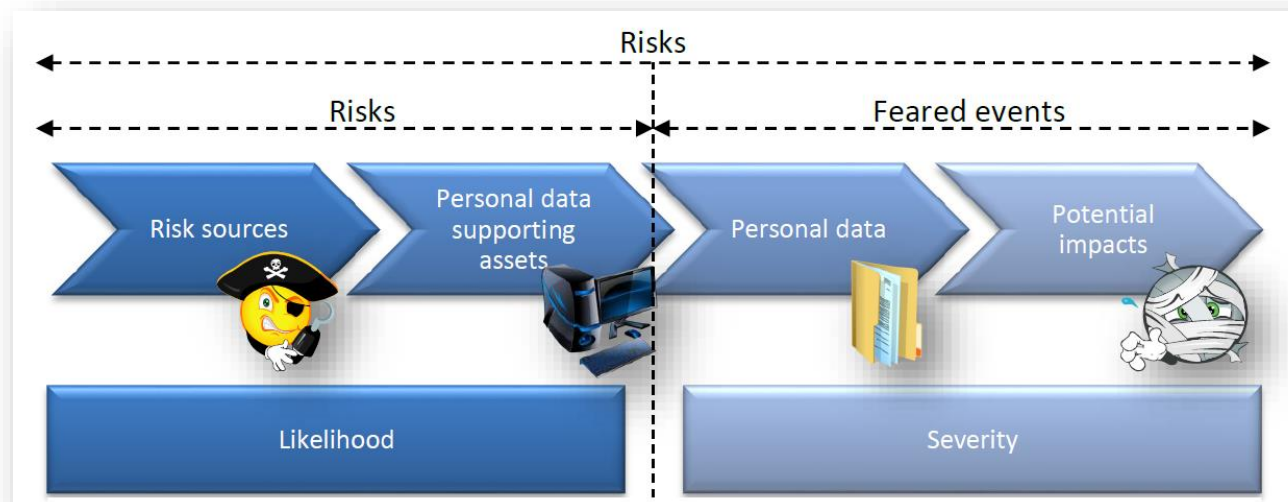 Risks
Risks
Feared events
Risk sources
Personal data
supporting
assets
Personal data
Potential
impacts
Likelihood
Severity